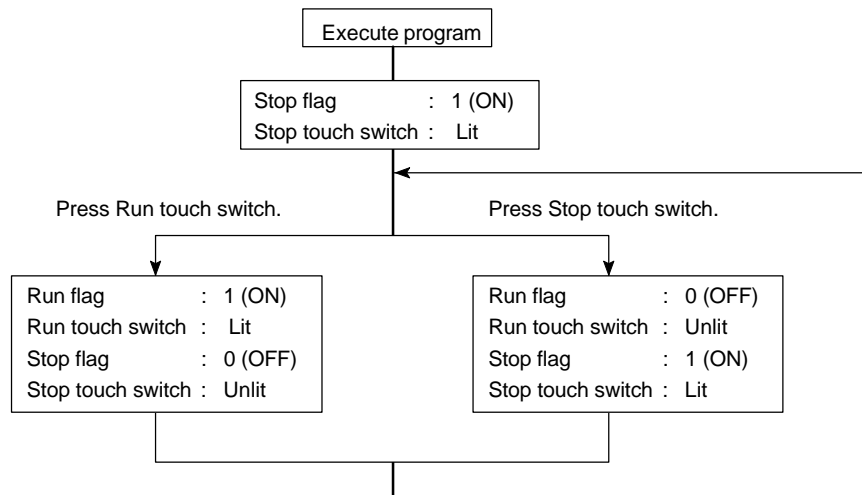 Execute program
Stop flag : 1 (ON)
Stop touch switch : Lit
Press Run touch switch.
Press Stop touch switch.
Run flag : 1 (ON)
Run touch switch : Lit
Stop flag : 0 (OFF)
Stop touch switch : Unlit
Run flag : 0 (OFF)
Run touch switch : Unlit
Stop flag : 1 (ON)
Stop touch switch : Lit